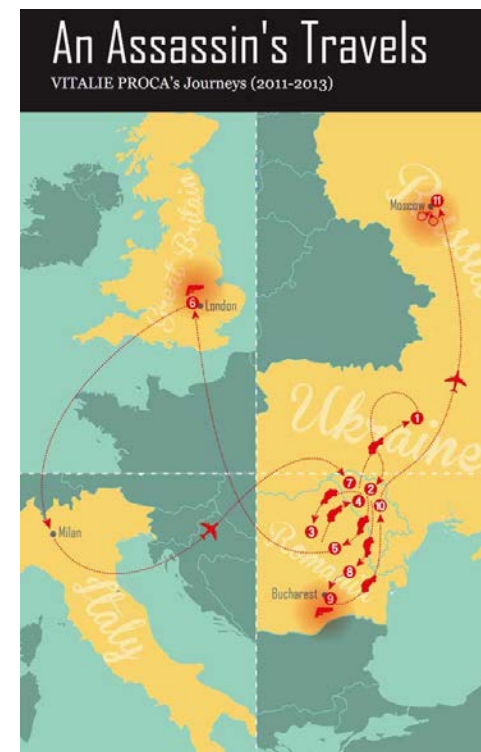 An Assassin's Travels
VITALIE PROCA's Journeys (2011-2013)
Great Britain
Russia
Moscow
11
6
London
Ukraine
1
7
2
4
10
3
5
Milan
Romania
8
Bucharest
9
Italy